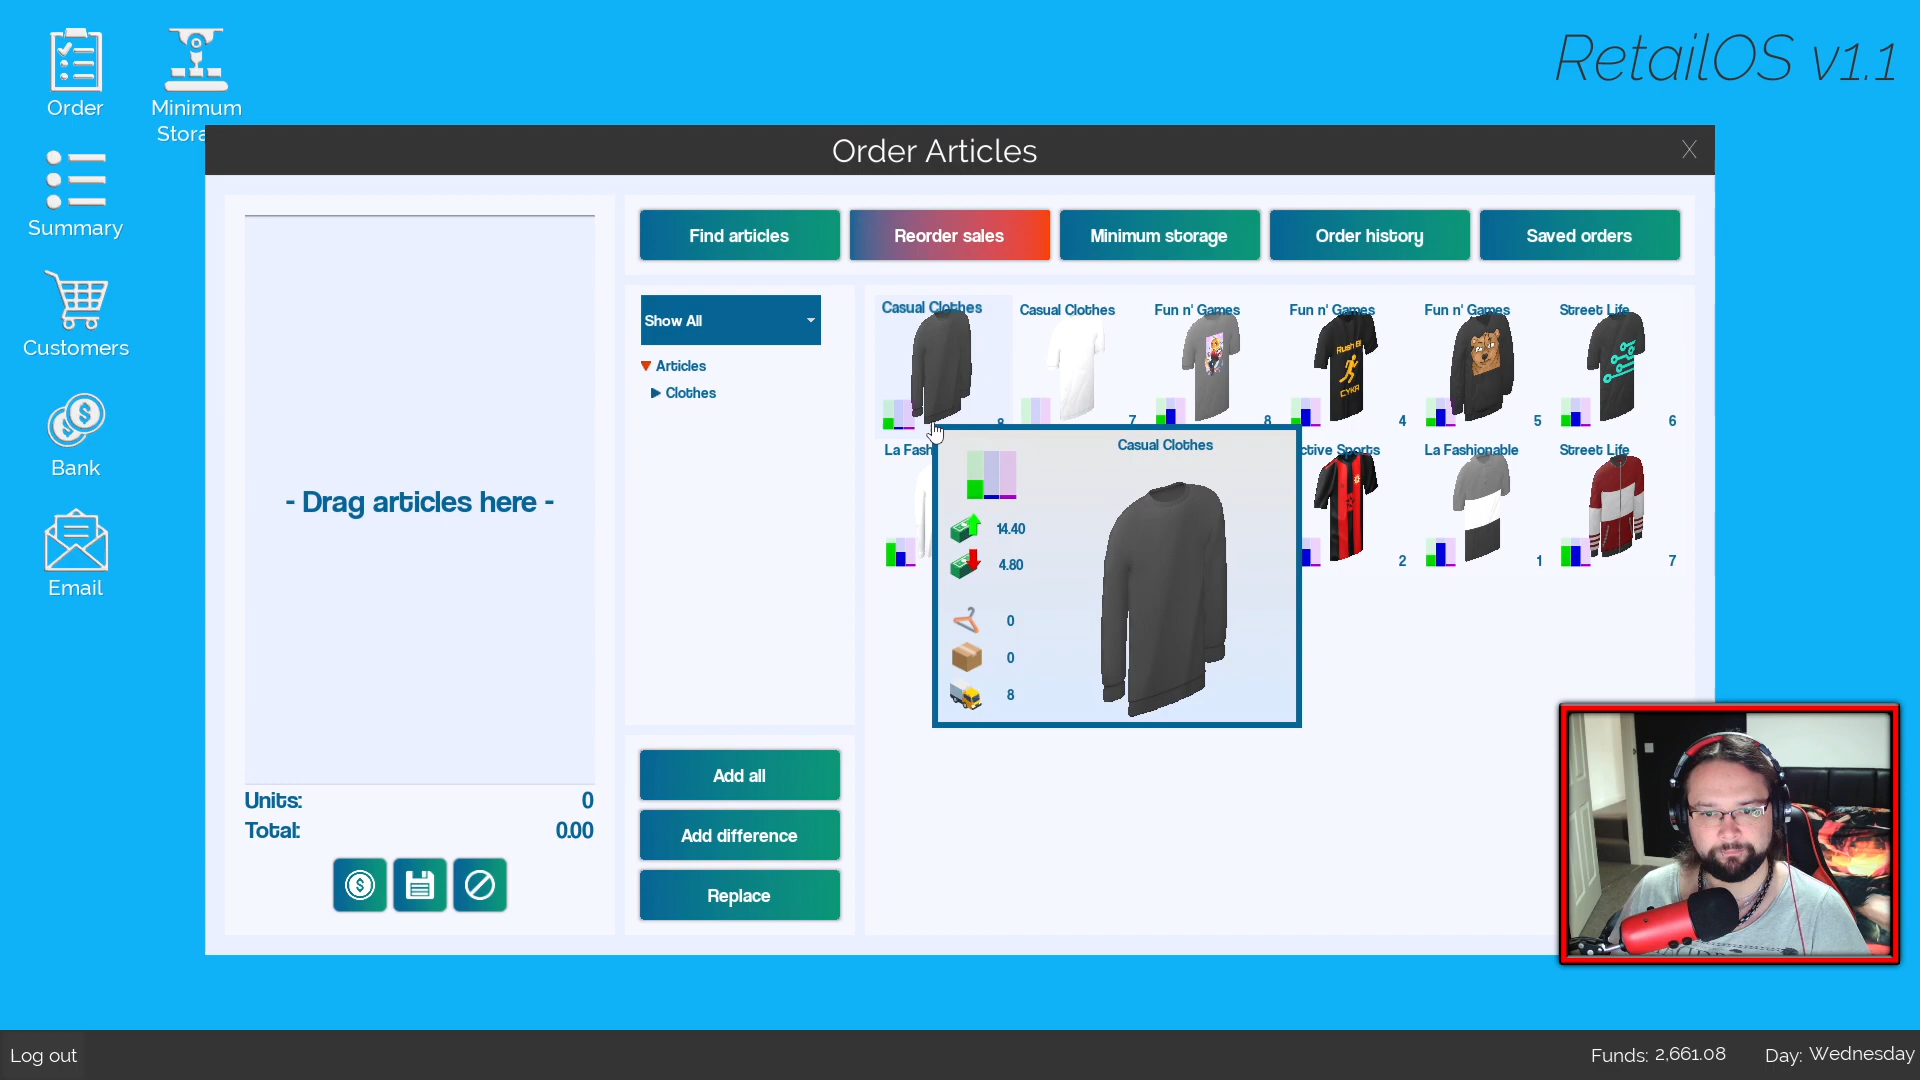 RetailOS v1.1
Order
Minimum
Stora
Summary
Customers
Bank
Email
Order Articles
X
Find articles
Reorder sales
Minimum storage
Order history
Saved orders
- Drag articles here -
Units: 0
Total: 0.00
Show All
Articles
Clothes
Add all
Add difference
Replace
Casual Clothes
Casual Clothes
Fun n' Games
Fun n' Games
Fun n' Games
Street Life
Rush B
CYKA
8
7
8
4
5
6
La Fash
ctive Sports
La Fashionable
Street Life
2
1
7
Casual Clothes
14.40
4.80
0
0
8
Log out
Funds: 2,661.08
Day: Wednesday